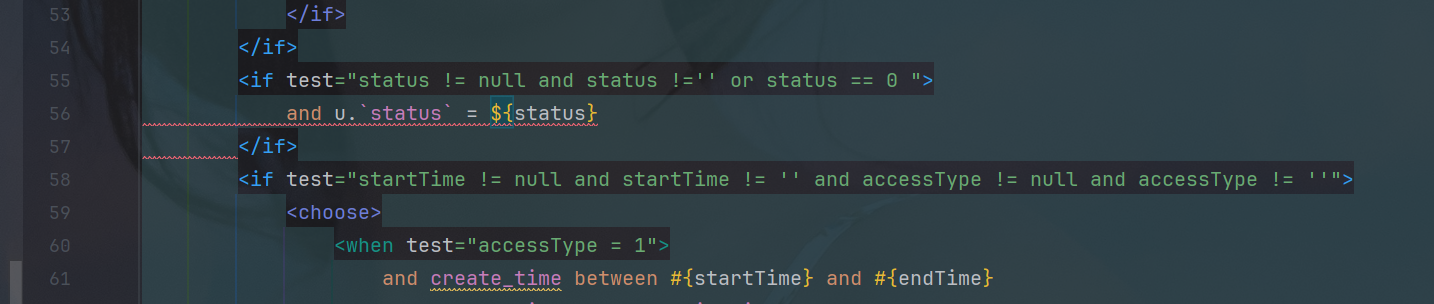 53 </if>
54 </if>
55 <if test="status != null and status !='' or status == 0 ">
56 and u.`status` = ${status}
57 </if>
58 <if test="startTime != null and startTime != '' and accessType != null and accessType != ''">
59 <choose>
60 <when test="accessType = 1">
61 and create_time between #{startTime} and #{endTime}